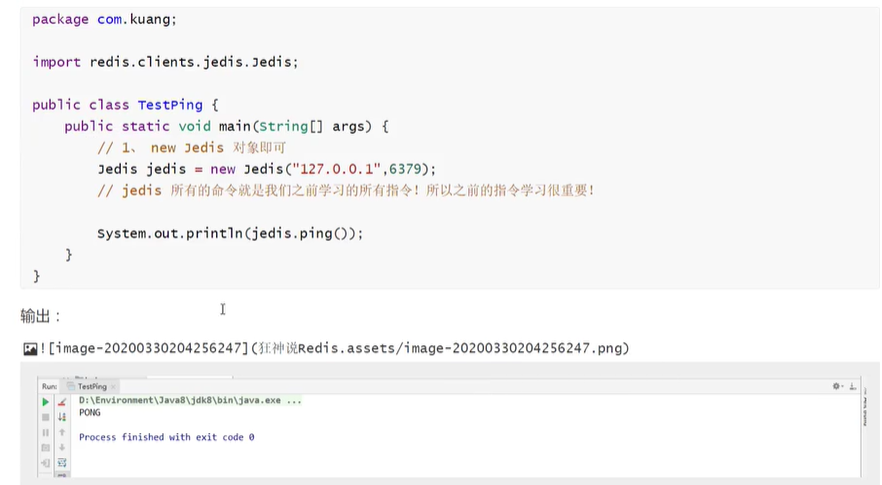 package com.kuang;
import redis.clients.jedis.Jedis;
public class TestPing {
public static void main(String[] args) {
// 1、 new Jedis 对象即可
Jedis jedis = new Jedis("127.0.0.1",6379);
// jedis 所有的命令就是我们之前学习的所有指令！所以之前的指令学习很重要！
System.out.println(jedis.ping());
}
}
输出：
![image-20200330204256247](狂神说Redis.assets/image-20200330204256247.png)
Run: TestPing
D:\Environment\Java8\jdk8\bin\java.exe ...
PONG
Process finished with exit code 0